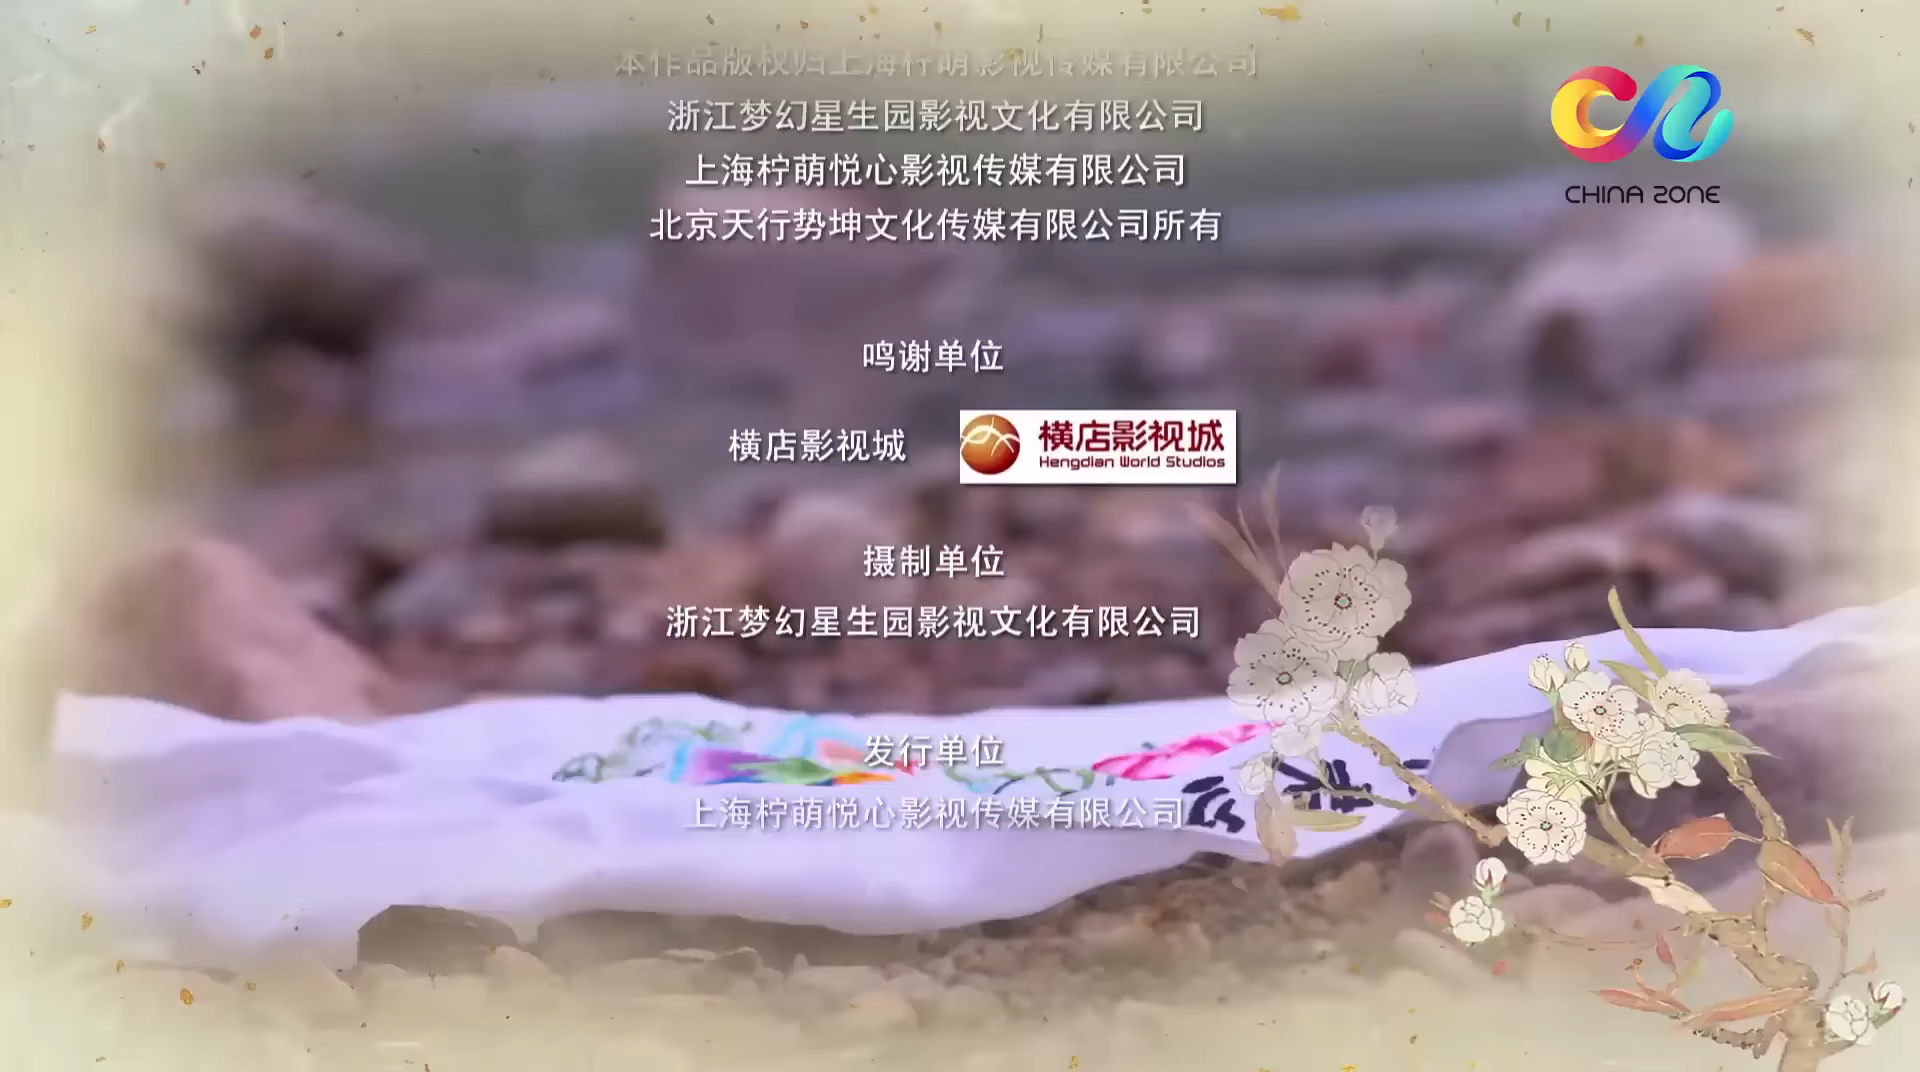 本作品版权归上海柠萌影视传媒有限公司
浙江梦幻星生园影视文化有限公司
上海柠萌悦心影视传媒有限公司
北京天行势坤文化传媒有限公司所有
CHINA ZONE
鸣谢单位
横店影视城
横店影视城
Hengdian World Studios
摄制单位
浙江梦幻星生园影视文化有限公司
发行单位
上海柠萌悦心影视传媒有限公司